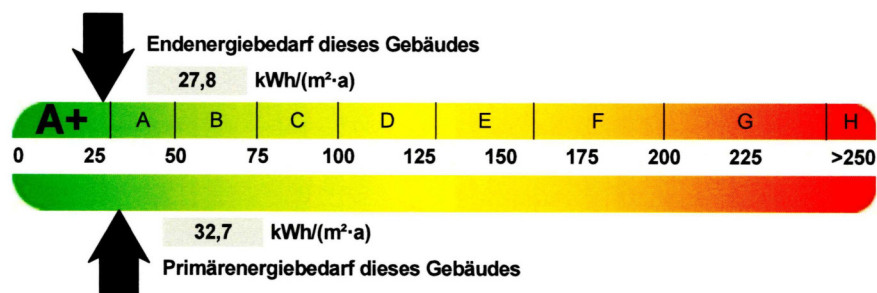 Endenergiebedarf dieses Gebäudes
27,8 kWh/(m²·a)
A+ A B C D E F G H
0 25 50 75 100 125 150 175 200 225 >250
32,7 kWh/(m²·a)
Primärenergiebedarf dieses Gebäudes